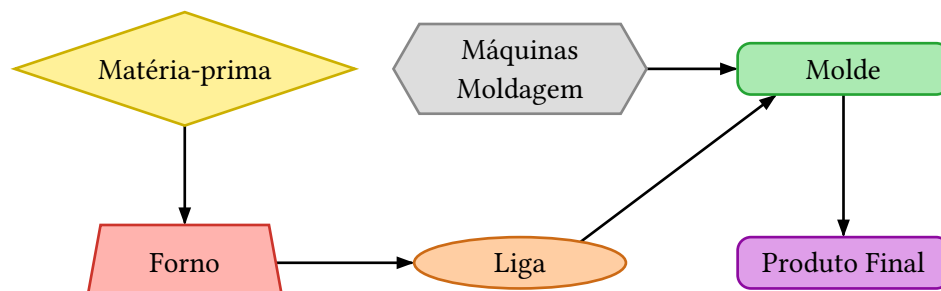 Matéria-prima
Máquinas
Moldagem
Molde
Forno
Liga
Produto Final